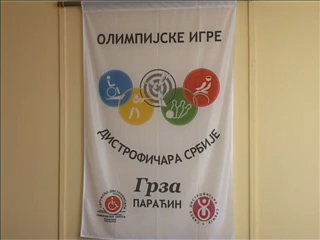 ОЛИМПИЈСКЕ ИГРЕ
ДИСТРОФИЧАРА СРБИЈЕ
Грза
ПАРАЋИН